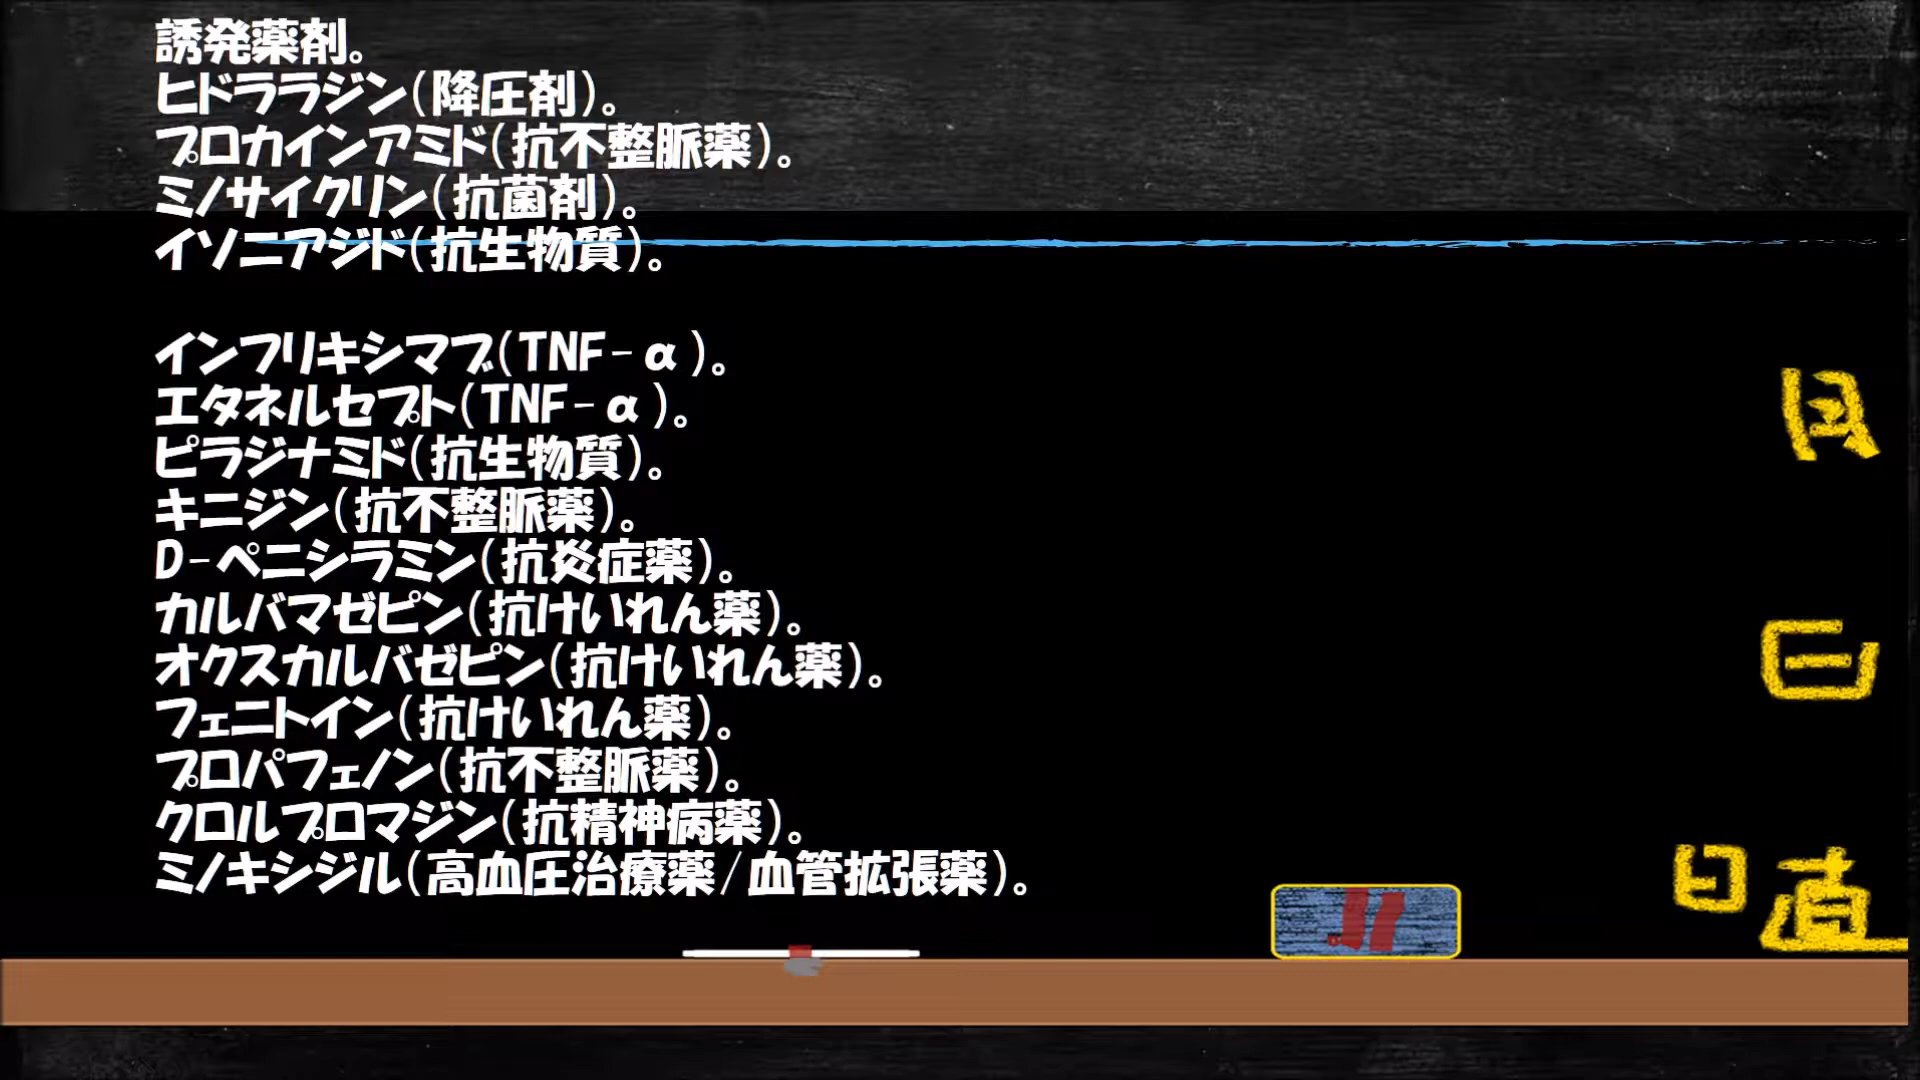 誘発薬剤。
ヒドララジン(降圧剤)。
プロカインアミド(抗不整脈薬)。
ミノサイクリン(抗菌剤)。
イソニアジド(抗生物質)。
インフリキシマブ(TNF-α)。
エタネルセプト(TNF-α)。
ピラジナミド(抗生物質)。
キニジン(抗不整脈薬)。
D-ペニシラミン(抗炎症薬)。
カルバマゼピン(抗けいれん薬)。
オクスカルバゼピン(抗けいれん薬)。
フェニトイン(抗けいれん薬)。
プロパフェノン(抗不整脈薬)。
クロルプロマジン(抗精神病薬)。
ミノキシジル(高血圧治療薬/血管拡張薬)。
日直